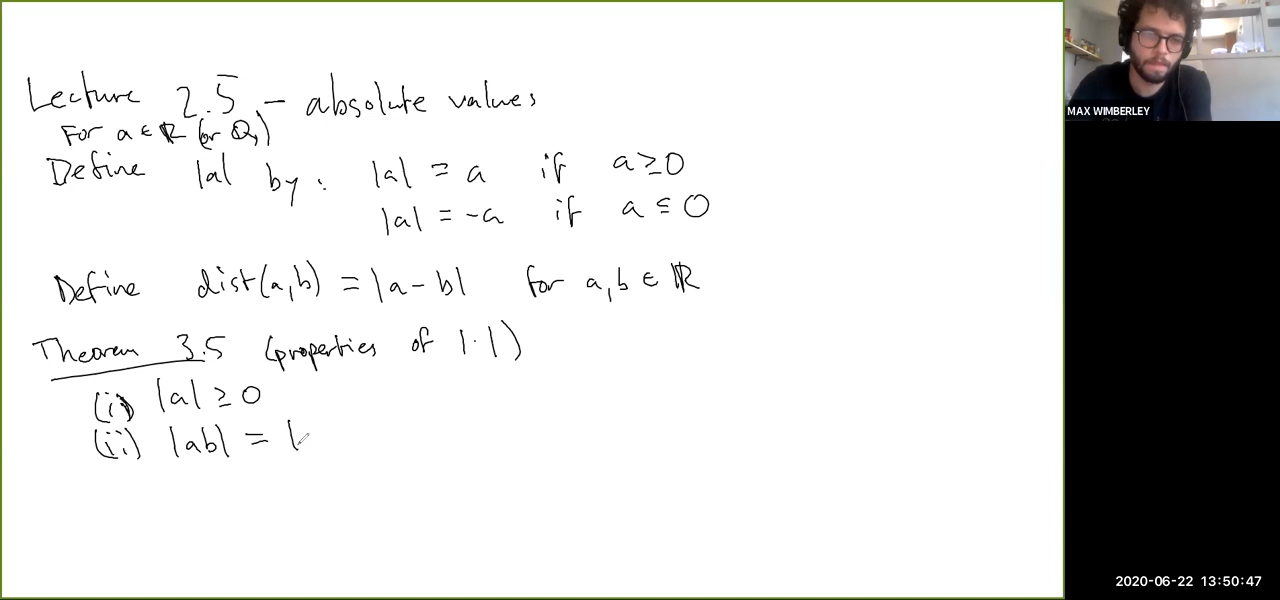 Lecture 2.5 - absolute values
For a ∈ ℝ (or ℚ)
Define |a| by: |a| = a if a ≥ 0
|a| = -a if a ≤ 0
Define dist(a,b) = |a - b| for a,b ∈ ℝ
Theorem 3.5 (properties of |·|)
(i) |a| ≥ 0
(ii) |ab| = |
MAX WIMBERLEY
2020-06-22 13:50:47